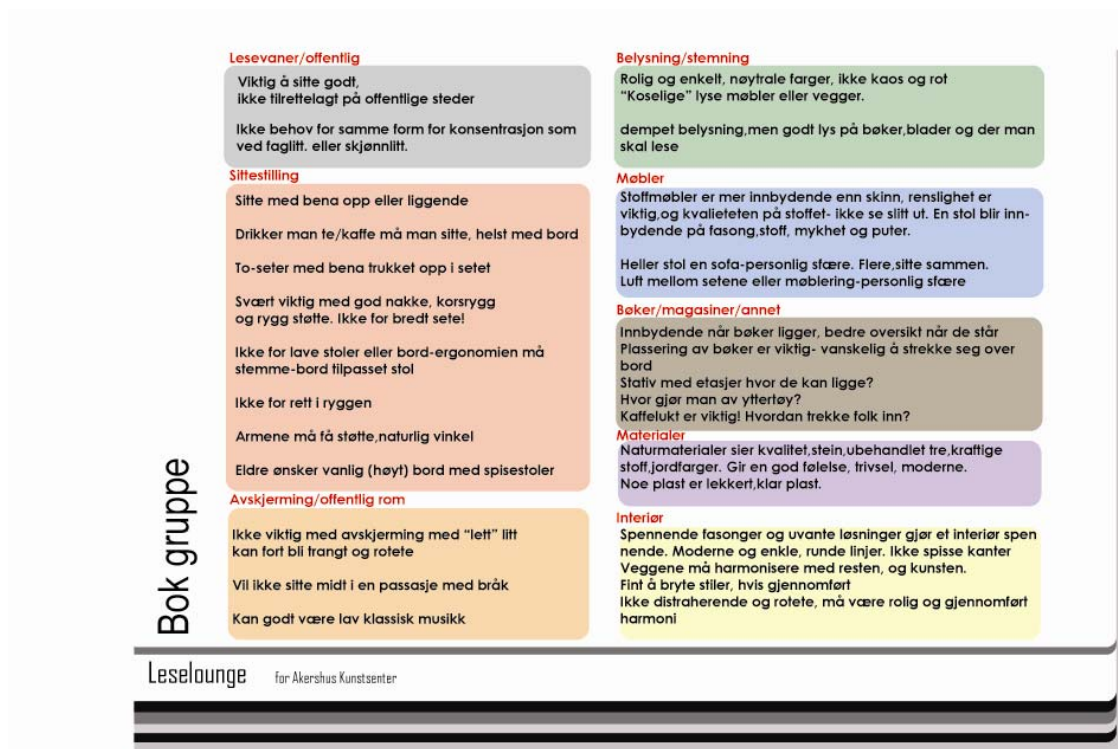 Lesevaner/offentlig
Viktig å sitte godt,
ikke tilrettelagt på offentlige steder
Ikke behov for samme form for konsentrasjon som
ved faglitt. eller skjønnlitt.
Sittestilling
Sitte med bena opp eller liggende
Drikker man te/kaffe må man sitte, helst med bord
To-seter med bena trukket opp i setet
Svært viktig med god nakke, korsrygg
og rygg støtte. Ikke for bredt sete!
Ikke for lave stoler eller bord-ergonomien må
stemme-bord tilpasset stol
Ikke for rett i ryggen
Armene må få støtte,naturlig vinkel
Eldre ønsker vanlig (høyt) bord med spisestoler
Avskjerming/offentlig rom
Ikke viktig med avskjerming med "lett" litt
kan fort bli trangt og rotete
Vil ikke sitte midt i en passasje med bråk
Kan godt være lav klassisk musikk
Belysning/stemning
Rolig og enkelt, nøytrale farger, ikke kaos og rot
"Koselige" lyse møbler eller vegger.
dempet belysning,men godt lys på bøker,blader og der man
skal lese
Møbler
Stoffmøbler er mer innbydende enn skinn, renslighet er
viktig,og kvalieteten på stoffet- ikke se slitt ut. En stol blir inn-
bydende på fasong,stoff, mykhet og puter.
Heller stol en sofa-personlig sfære. Flere,sitte sammen.
Luft mellom setene eller møblering-personlig sfære
Bøker/magasiner/annet
Innbydende når bøker ligger, bedre oversikt når de står
Plassering av bøker er viktig- vanskelig å strekke seg over
bord
Stativ med etasjer hvor de kan ligge?
Hvor gjør man av yttertøy?
Kaffelukt er viktig! Hvordan trekke folk inn?
Materialer
Naturmaterialer sier kvalitet,stein,ubehandlet tre,kraftige
stoff,jordfarger. Gir en god følelse, trivsel, moderne.
Noe plast er lekkert,klar plast.
Interiør
Spennende fasonger og uvante løsninger gjør et interiør spen
nende. Moderne og enkle, runde linjer. Ikke spisse kanter
Veggene må harmonisere med resten, og kunsten.
Fint å bryte stiler, hvis gjennomført
Ikke distraherende og rotete, må være rolig og gjennomført
harmoni
Bok gruppe
Leselounge for Akershus Kunstsenter